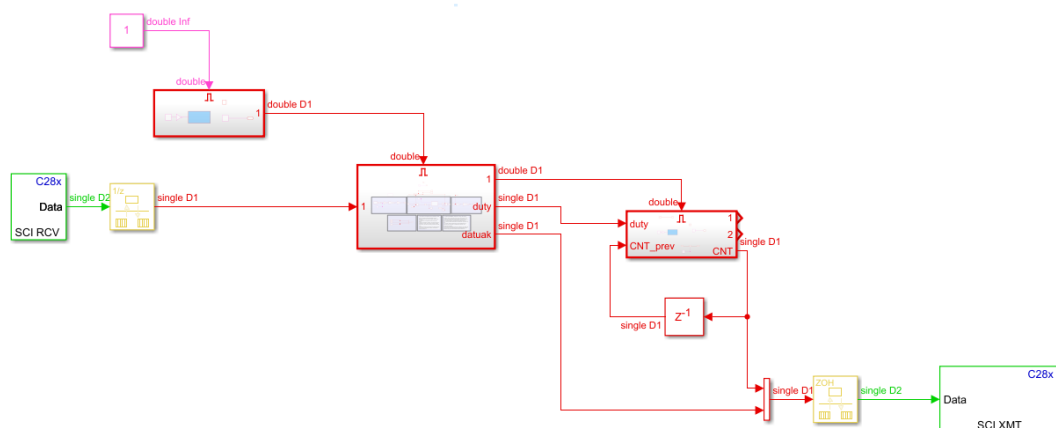 double Inf
1
double
double D1
1
double
C28x
Data
SCI RCV
single D2
1/z
single D1
1
1
duty
datuak
double D1
single D1
single D1
double
duty
CNT_prev
1
2
CNT
single D1
Z-1
single D1
single D1
ZOH
single D2
C28x
Data
SCI XMT